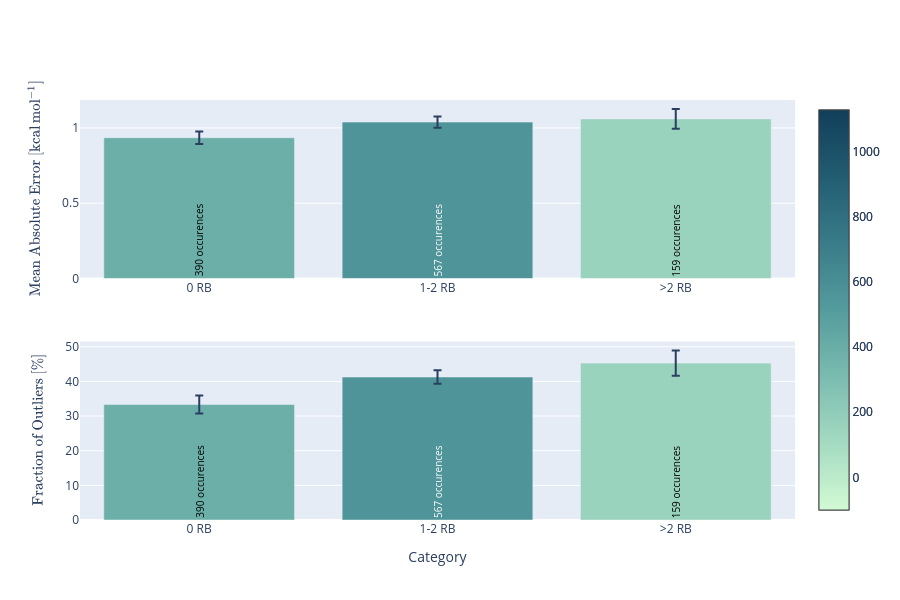 Mean Absolute Error [kcal mol⁻¹]
1
0.5
0
390 occurences
567 occurences
159 occurences
0 RB
1-2 RB
>2 RB
Fraction of Outliers [%]
50
40
30
20
10
0
390 occurences
567 occurences
159 occurences
0 RB
1-2 RB
>2 RB
Category
1000
800
600
400
200
0